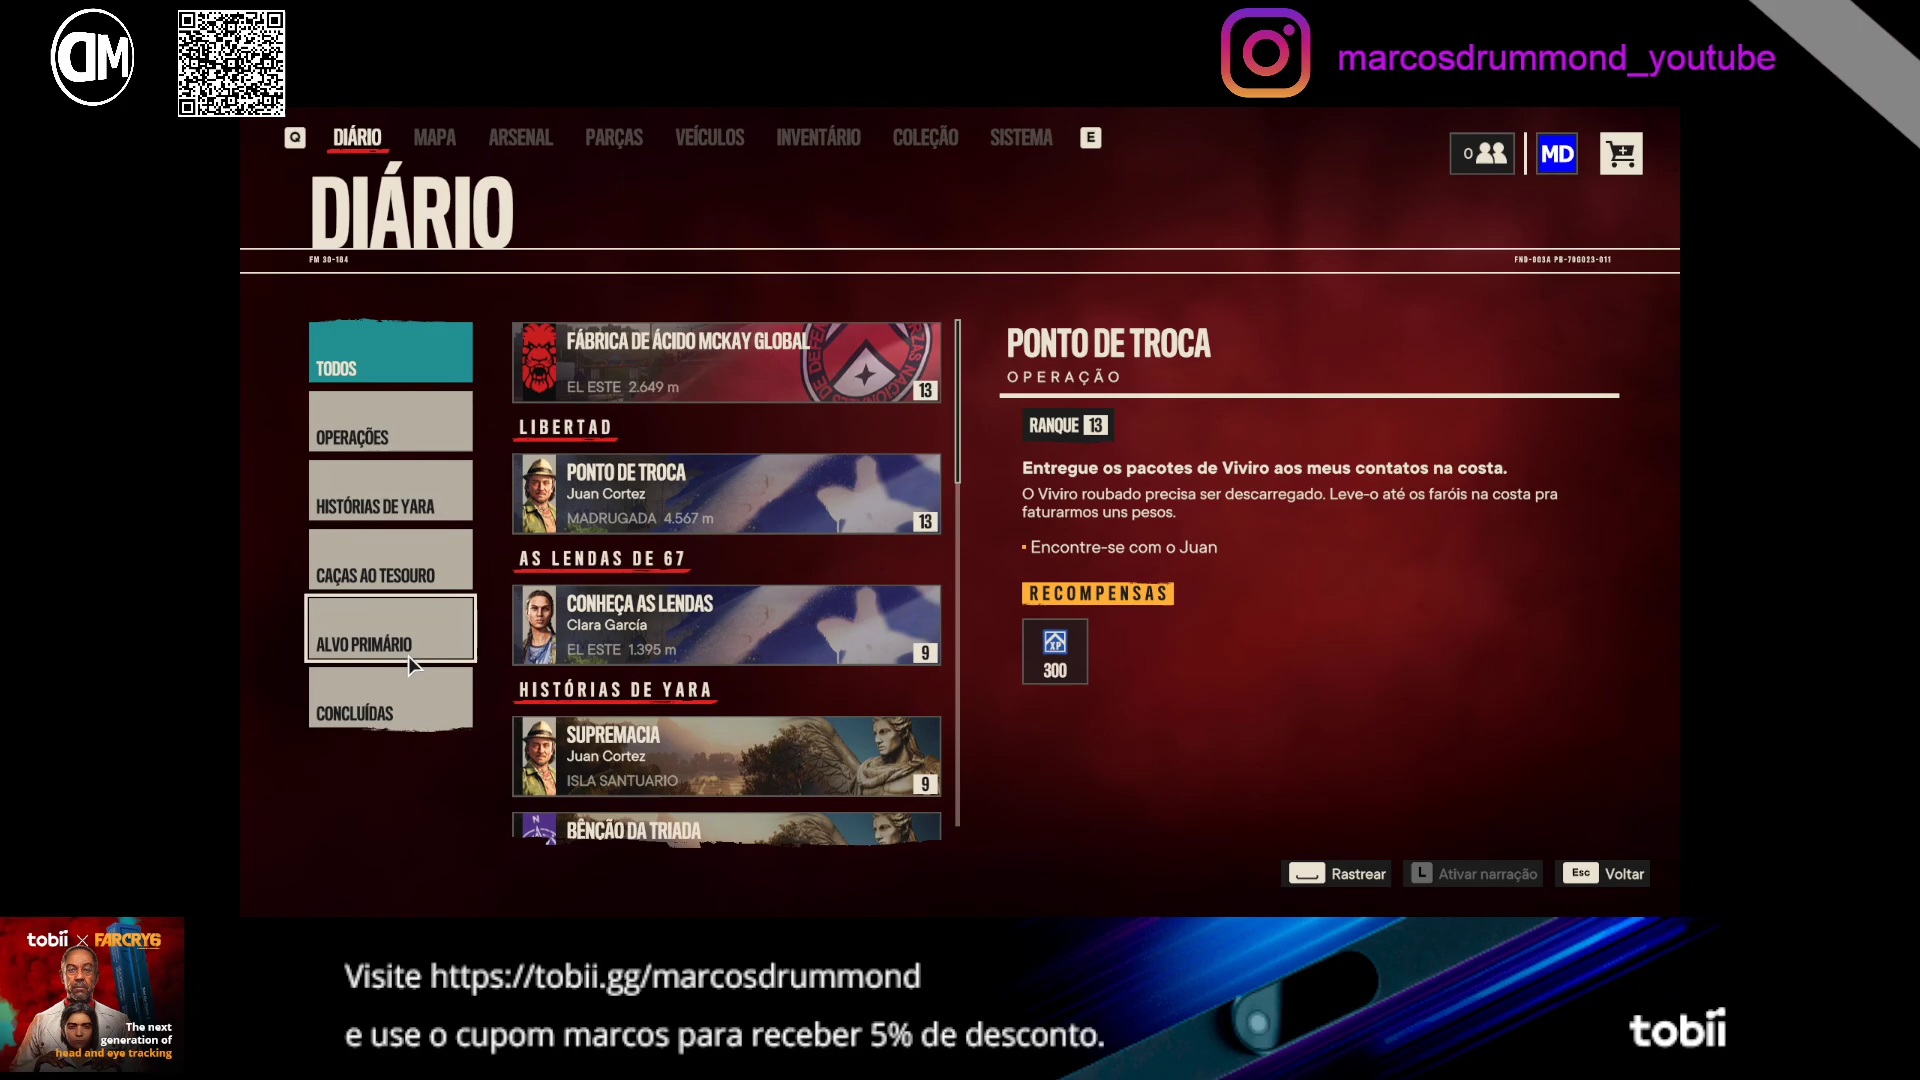 DM
marcosdrummond_youtube
Q DIÁRIO MAPA ARSENAL PARÇAS VEÍCULOS INVENTÁRIO COLEÇÃO SISTEMA E
0
MD
DIÁRIO
FM 30-184
FND-003A PB-79G023-011
TODOS
OPERAÇÕES
HISTÓRIAS DE YARA
CAÇAS AO TESOURO
ALVO PRIMÁRIO
CONCLUÍDAS
FÁBRICA DE ÁCIDO MCKAY GLOBAL
EL ESTE 2.649 m
13
LIBERTAD
PONTO DE TROCA
Juan Cortez
MADRUGADA 4.567 m
13
AS LENDAS DE 67
CONHEÇA AS LENDAS
Clara García
EL ESTE 1.395 m
9
HISTÓRIAS DE YARA
SUPREMACIA
Juan Cortez
ISLA SANTUARIO
9
N
BÊNÇÃO DA TRIADA
PONTO DE TROCA
OPERAÇÃO
RANQUE 13
Entregue os pacotes de Viviro aos meus contatos na costa.
O Viviro roubado precisa ser descarregado. Leve-o até os faróis na costa pra
faturarmos uns pesos.
Encontre-se com o Juan
RECOMPENSAS
XP
300
Rastrear
L Ativar narração
Esc Voltar
tobii X FARCRY6
The next
generation of
head and eye tracking
Visite https://tobii.gg/marcosdrummond
e use o cupom marcos para receber 5% de desconto.
tobii